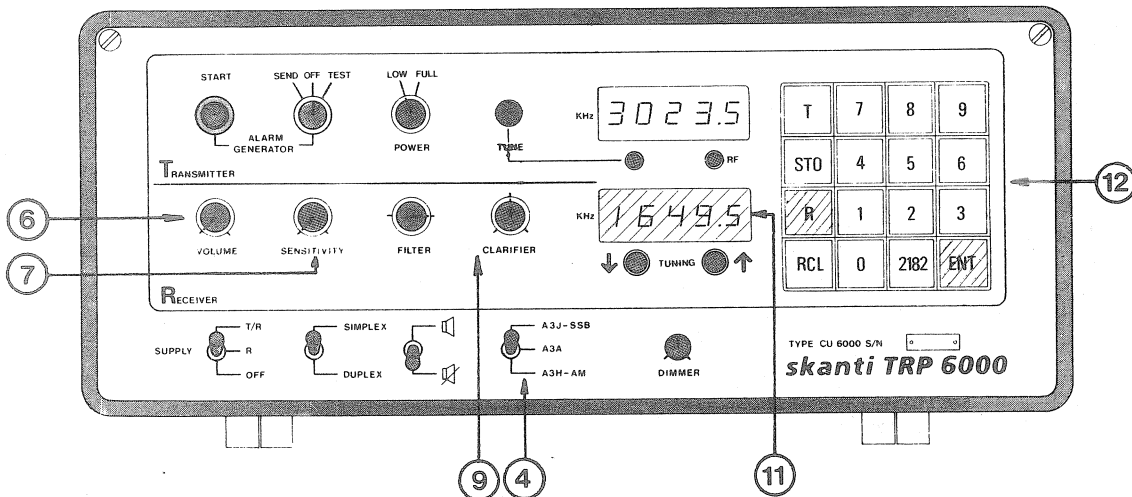 START
SEND OFF TEST
LOW FULL
ALARM GENERATOR
POWER
TUNE
KHz 3023.5
RF
TRANSMITTER
T 7 8 9
STO 4 5 6
R 1 2 3
RCL 0 2182 ENT
12
6
7
VOLUME
SENSITIVITY
FILTER
CLARIFIER
KHz 1649.5
11
↓ TUNING ↑
RECEIVER
SUPPLY
T/R
R
OFF
SIMPLEX
DUPLEX
A3J-SSB
A3A
A3H-AM
DIMMER
TYPE CU 6000 S/N
skanti TRP 6000
9
4